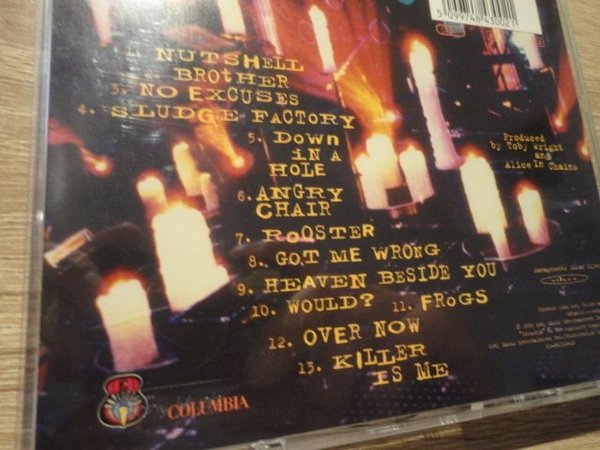 5099748430021
1. NUTSHELL
BROTHER
3. NO EXCUSES
4. SLUDGE FACTORY
5. DOWN
IN A
HOLE
6. ANGRY
CHAIR
7. ROOSTER
8. GOT ME WRONG
9. HEAVEN BESIDE YOU
10. WOULD? 11. FROGS
12. OVER NOW
13. KILLER
IS ME
Produced
by Toby Wright
and
Alice In Chains
COLUMBIA